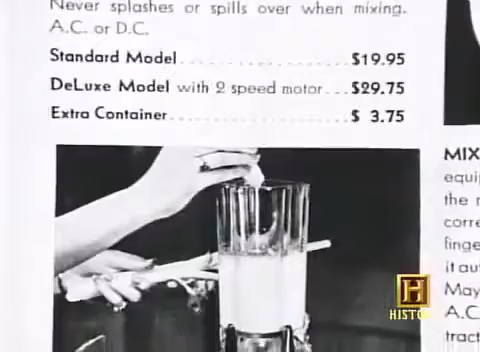 Never splashes or spills over when mixing.
A.C. or D.C.
Standard Model....................$19.95
DeLuxe Model with 2 speed motor...$29.75
Extra Container....................$ 3.75
MIX
equi
the
corre
finge
it au
May
A.C.
tract
H
HISTO